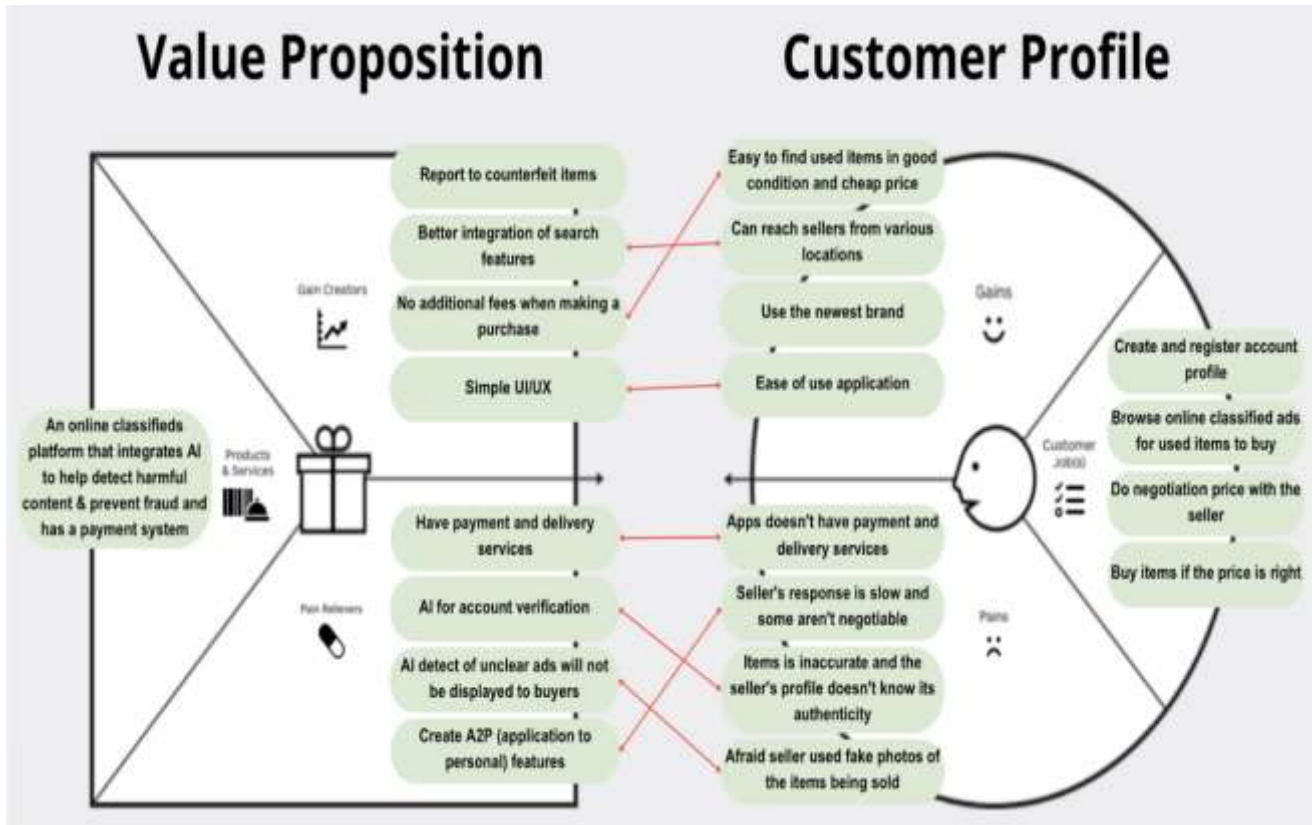 Value Proposition
Customer Profile
Report to counterfeit items
Better integration of search
features
No additional fees when making a
purchase
Simple UI/UX
Gain Creators
An online classifieds
platform that integrates AI
to help detect harmful
content & prevent fraud and
has a payment system
Products
& Services
Have payment and delivery
services
AI for account verification
AI detect of unclear ads will not
be displayed to buyers
Create A2P (application to
personal) features
Pain Relievers
Easy to find used items in good
condition and cheap price
Can reach sellers from various
locations
Use the newest brand
Ease of use application
Gains
Create and register account
profile
Browse online classified ads
for used items to buy
Do negotiation price with the
seller
Buy items if the price is right
Customer
Job(s)
Apps doesn't have payment and
delivery services
Seller's response is slow and
some aren't negotiable
Items is inaccurate and the
seller's profile doesn't know its
authenticity
Afraid seller used fake photos of
the items being sold
Pains